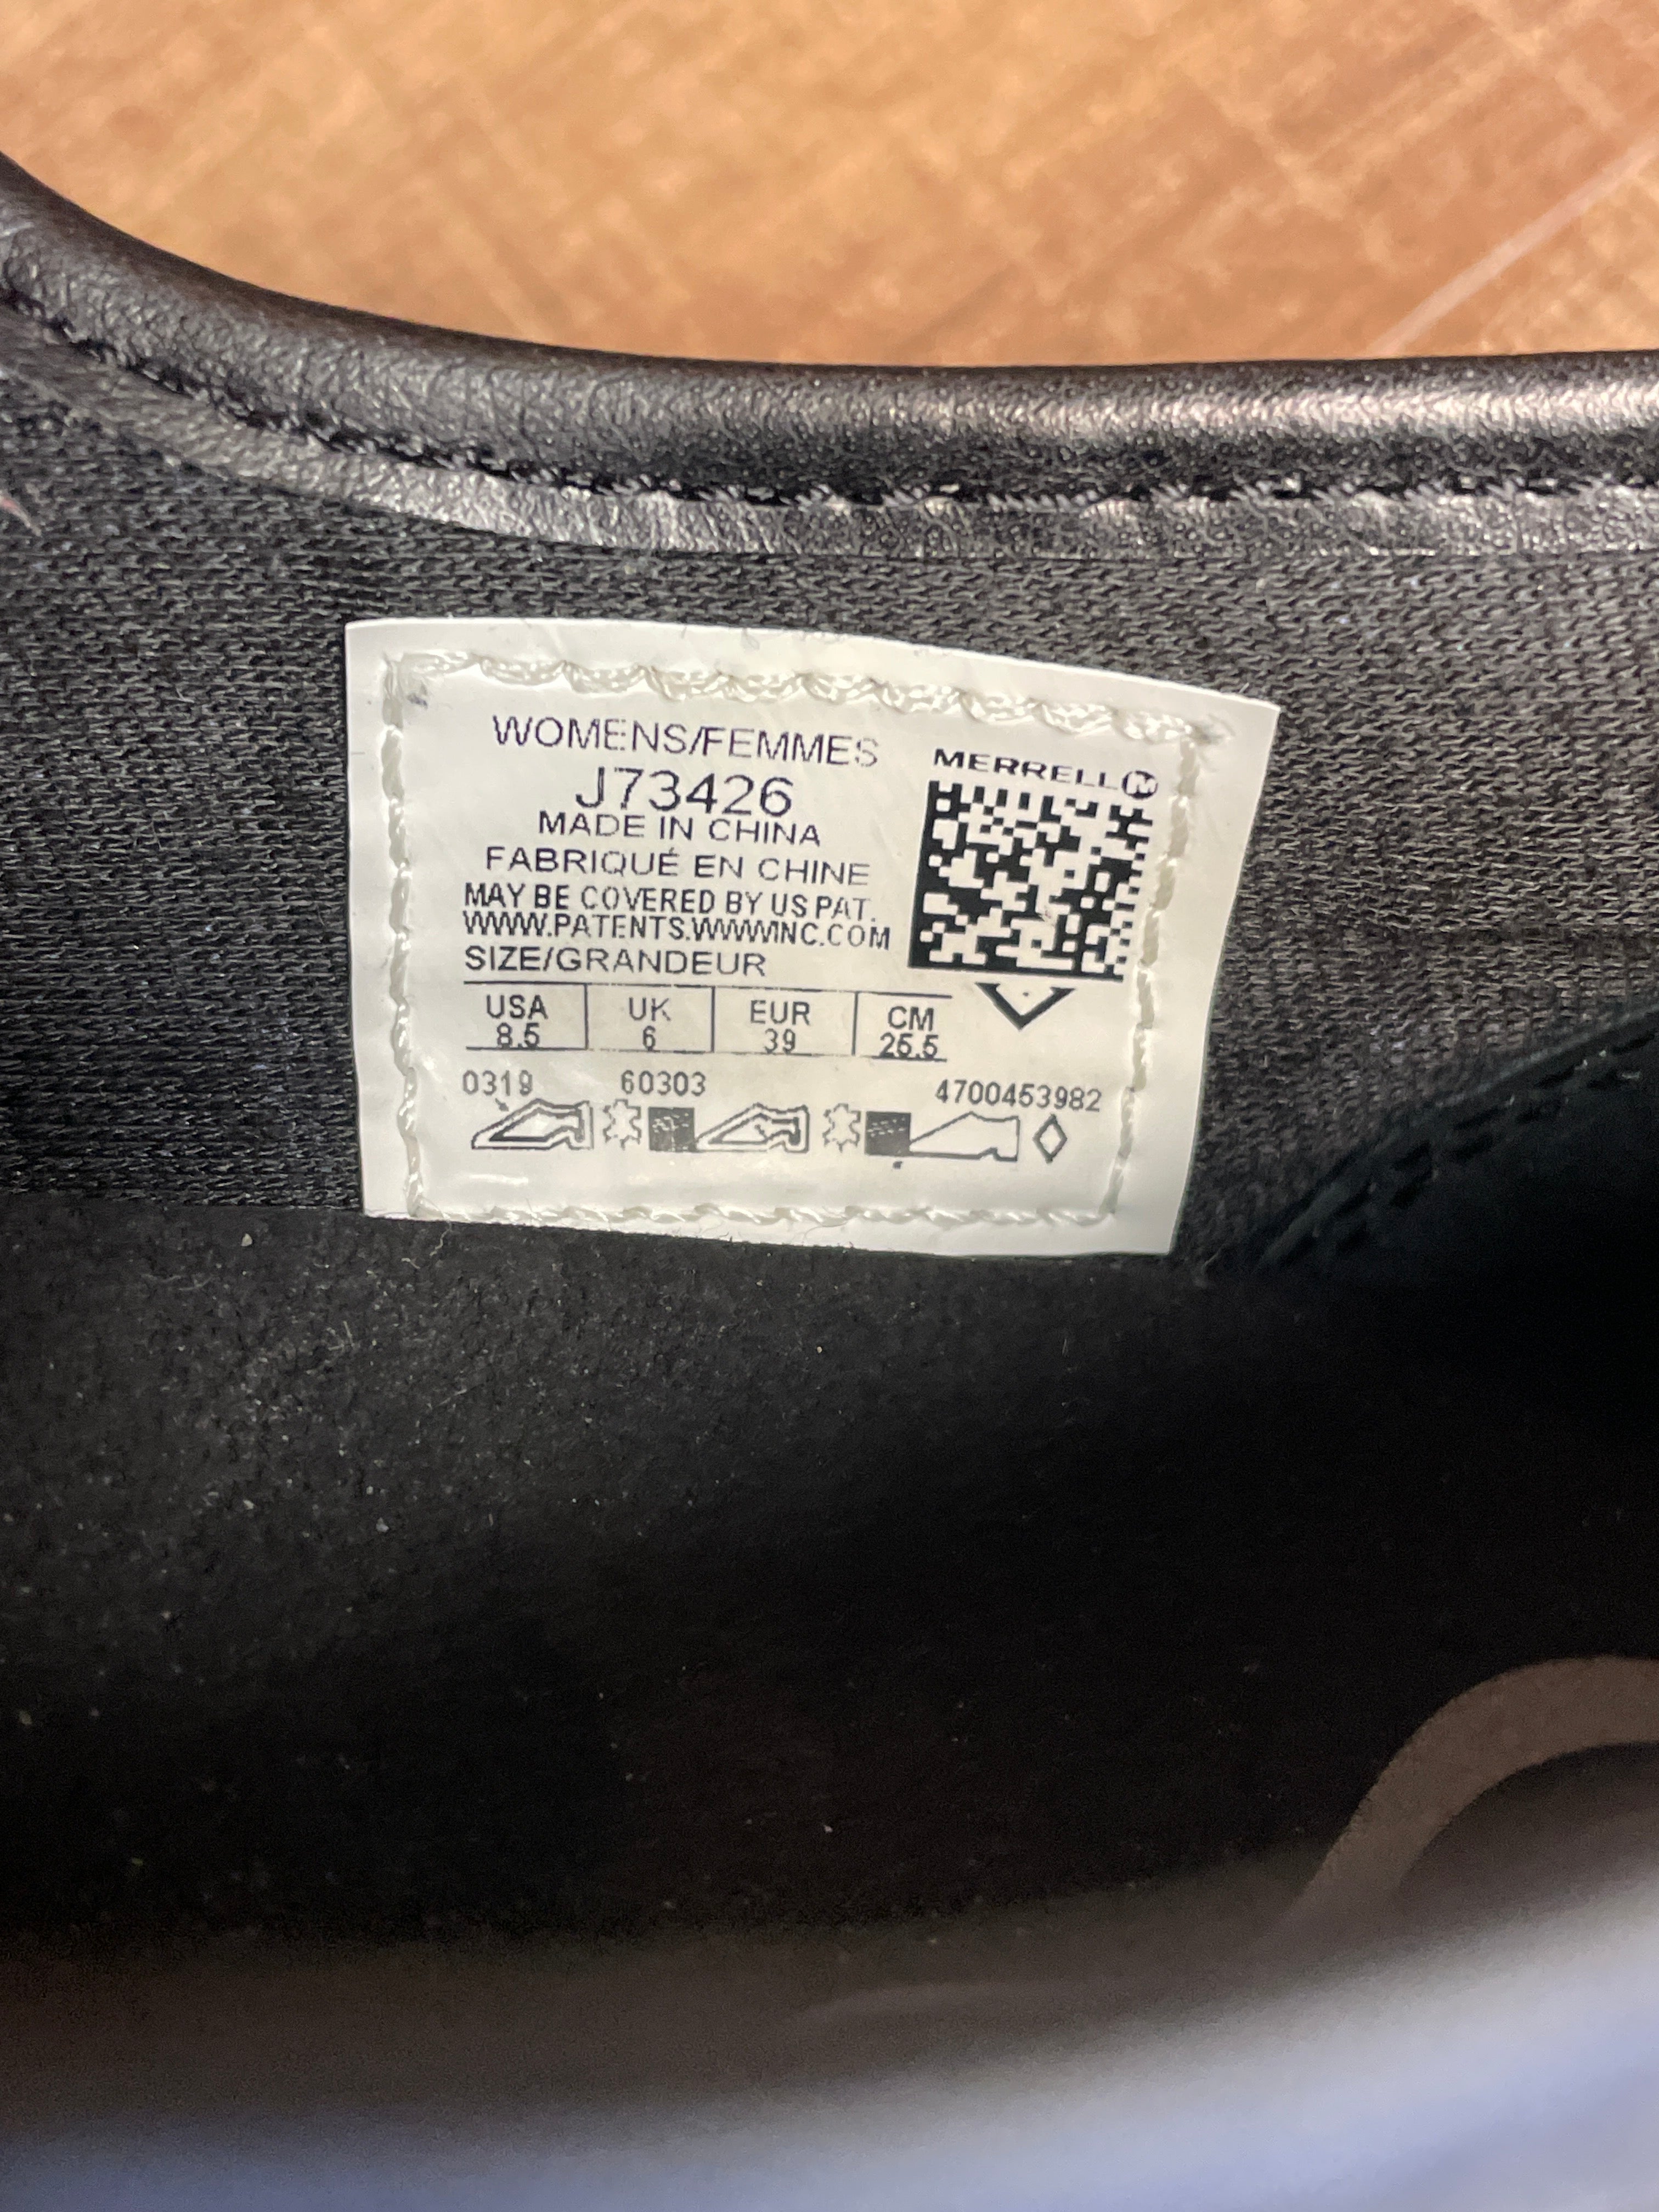 WOMENS/FEMMES
J73426
MADE IN CHINA
FABRIQUÉ EN CHINE
MAY BE COVERED BY US PAT.
WWW.PATENTS.WWWINC.COM
SIZE/GRANDEUR
MERRELL M
USA UK EUR CM
8.5 6 39 25.5
0319 60303 4700453982